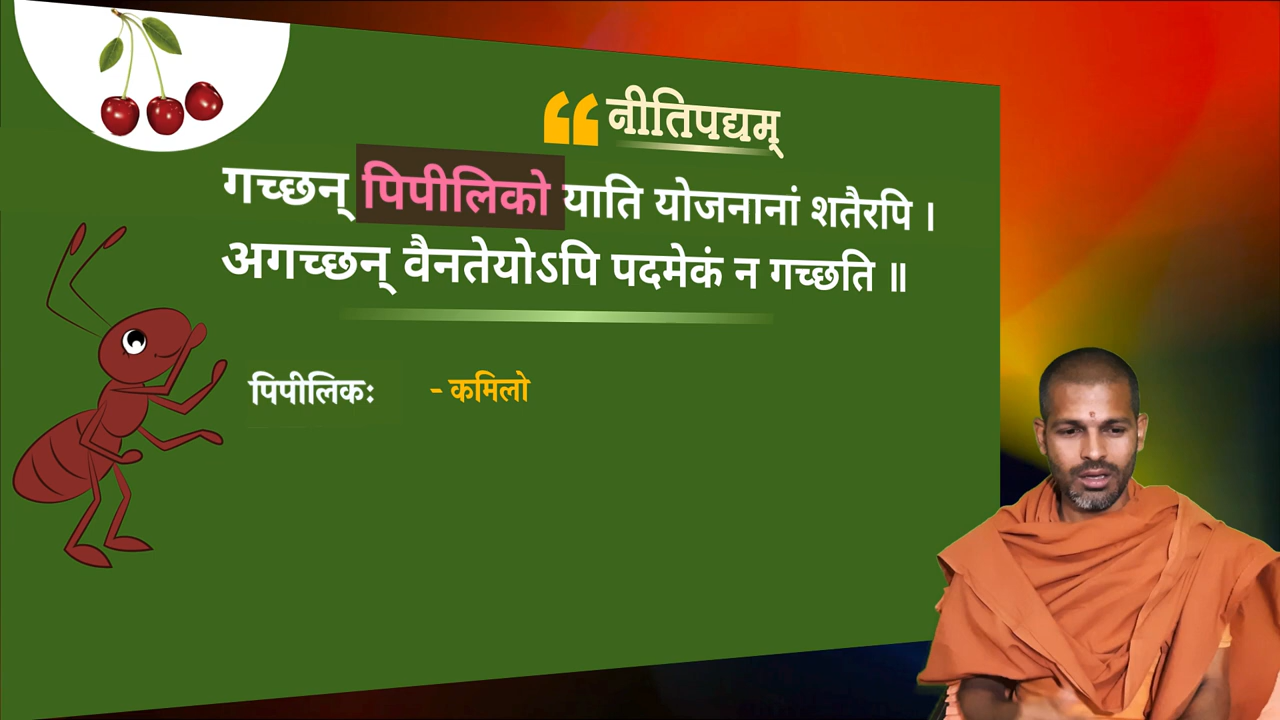 “ नीतिपद्यम्
गच्छन् पिपीलिको याति योजनानां शतैरपि ।
अगच्छन् वैनतेयोऽपि पदमेकं न गच्छति ॥
पिपीलिकः - कमिलो